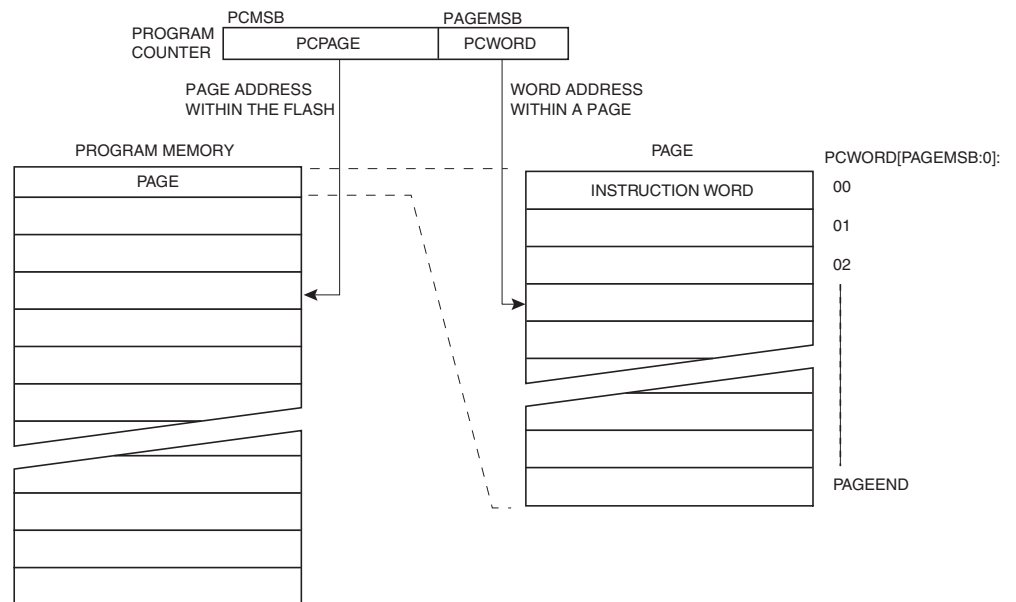 PCMSB
PAGEMSB
PROGRAM
COUNTER
PCPAGE
PCWORD
PAGE ADDRESS
WITHIN THE FLASH
WORD ADDRESS
WITHIN A PAGE
PROGRAM MEMORY
PAGE
PAGE
PCWORD[PAGEMSB:0]:
INSTRUCTION WORD
00
01
02
PAGEEND